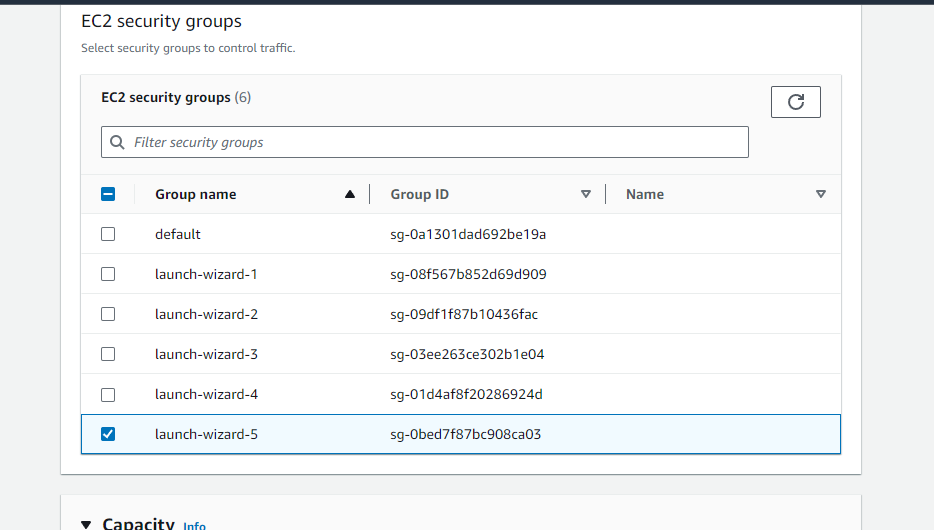 EC2 security groups
Select security groups to control traffic.
EC2 security groups (6)
Filter security groups
Group name Group ID Name
default sg-0a1301dad692be19a
launch-wizard-1 sg-08f567b852d69d909
launch-wizard-2 sg-09df1f87b10436fac
launch-wizard-3 sg-03ee263ce302b1e04
launch-wizard-4 sg-01d4af8f20286924d
launch-wizard-5 sg-0bed7f87bc908ca03
Capacity Info